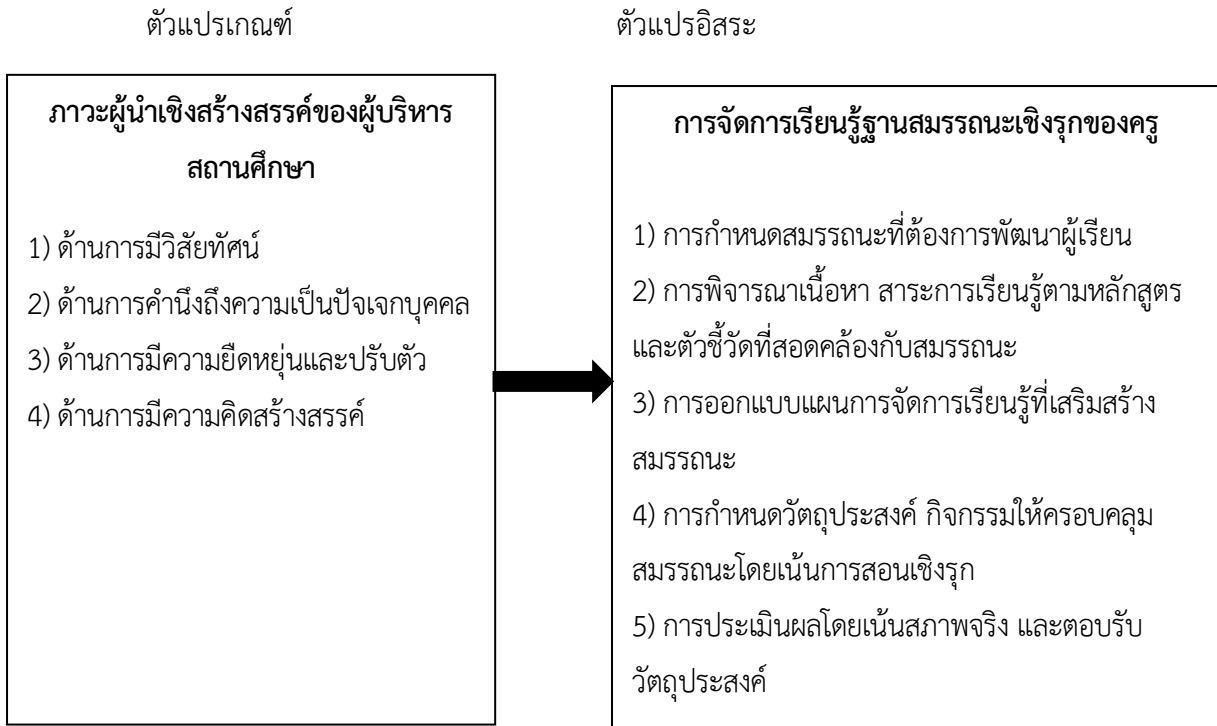 ตัวแปรเกณฑ์
ตัวแปรอิสระ
ภาวะผู้นำเชิงสร้างสรรค์ของผู้บริหาร
สถานศึกษา
1) ด้านการมีวิสัยทัศน์
2) ด้านการคำนึงถึงความเป็นปัจเจกบุคคล
3) ด้านการมีความยืดหยุ่นและปรับตัว
4) ด้านการมีความคิดสร้างสรรค์
การจัดการเรียนรู้ฐานสมรรถนะเชิงรุกของครู
1) การกำหนดสมรรถนะที่ต้องการพัฒนาผู้เรียน
2) การพิจารณาเนื้อหา สาระการเรียนรู้ตามหลักสูตร
และตัวชี้วัดที่สอดคล้องกับสมรรถนะ
3) การออกแบบแผนการจัดการเรียนรู้ที่เสริมสร้าง
สมรรถนะ
4) การกำหนดวัตถุประสงค์ กิจกรรมให้ครอบคลุม
สมรรถนะโดยเน้นการสอนเชิงรุก
5) การประเมินผลโดยเน้นสภาพจริง และตอบรับ
วัตถุประสงค์